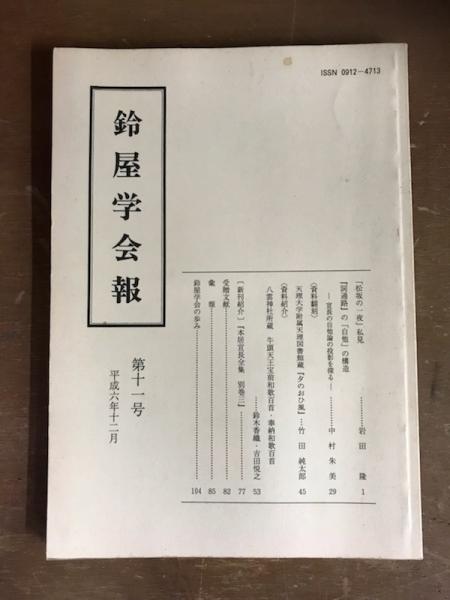 ISSN 0912-4713
鈴屋学会報
第十一号
平成六年十二月
「松坂の一夜」私見……………岩田隆 1
『詞通路』の「自他」の構造
―宣長の自他論の投影を探る―…………中村朱美 29
〈資料翻刻〉
天理大学附属天理図書館蔵『夕のおひ風』…竹田純太郎 45
〈資料紹介〉
八雲神社所蔵 牛頭天王宝前和歌百首・奉納和歌百首
……鈴木香織・吉田悦之 53
〔新刊紹介〕『本居宣長全集 別巻三』……………77
受贈文献……………82
彙報……………85
鈴屋学会の歩み……………104